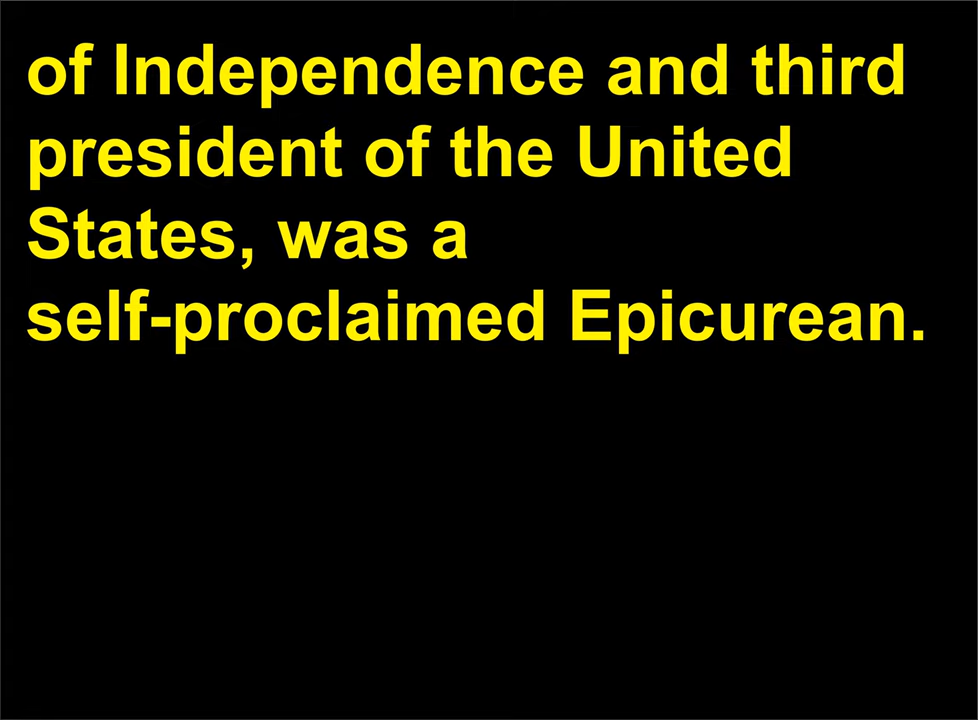 of Independence and third
president of the United
States, was a
self-proclaimed Epicurean.